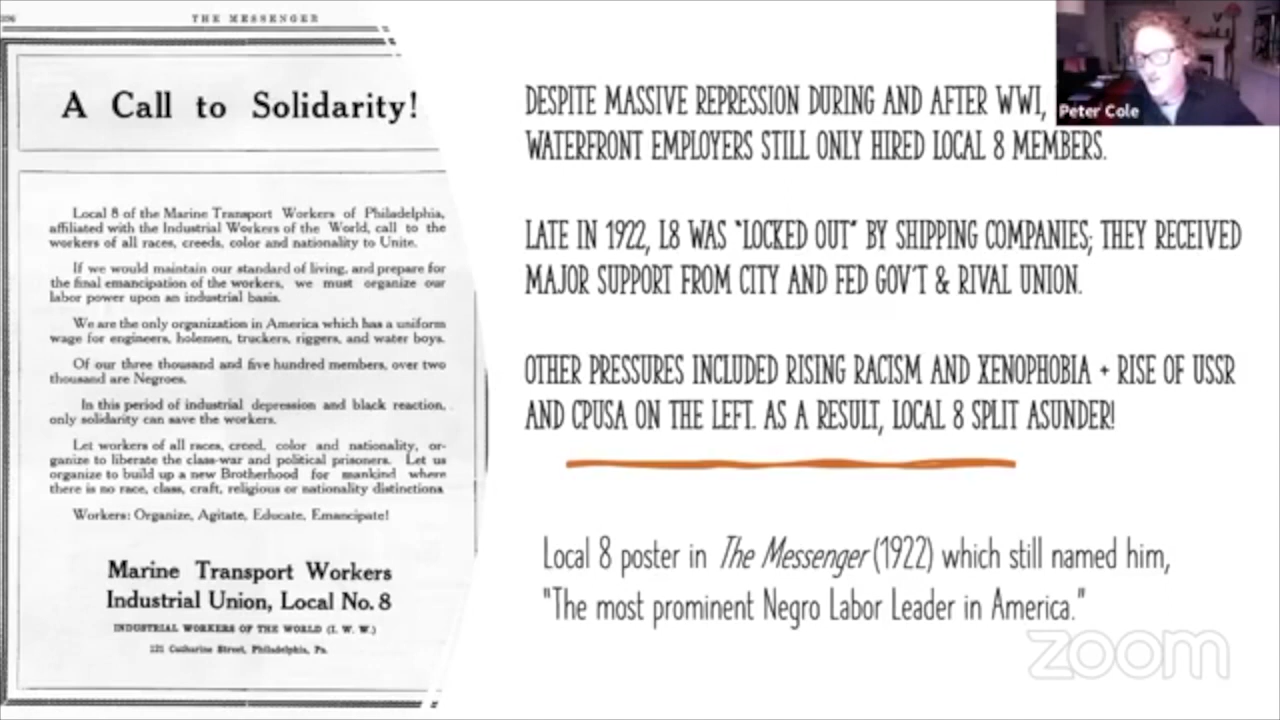 THE MESSENGER
A Call to Solidarity!
Local 8 of the Marine Transport Workers of Philadelphia,
affiliated with the Industrial Workers of the World, call to the
workers of all races, creeds, color and nationality to Unite.
If we would maintain our standard of living, and prepare for
the final emancipation of the workers, we must organize our
labor power upon an industrial basis.
We are the only organization in America which has a uniform
wage for engineers, holemen, truckers, riggers, and water boys.
Of our three thousand and five hundred members, over two
thousand are Negroes.
In this period of industrial depression and black reaction,
only solidarity can save the workers.
Let workers of all races, creed, color and nationality, or-
ganize to liberate the class-war and political prisoners. Let us
organize to build up a new Brotherhood for mankind where
there is no race, class, craft, religious or nationality distinctions
Workers: Organize, Agitate, Educate, Emancipate!
Marine Transport Workers
Industrial Union, Local No. 8
INDUSTRIAL WORKERS OF THE WORLD (I. W. W.)
121 Catharine Street, Philadelphia, Pa.
DESPITE MASSIVE REPRESSION DURING AND AFTER WWI,
WATERFRONT EMPLOYERS STILL ONLY HIRED LOCAL 8 MEMBERS.
LATE IN 1922, L8 WAS "LOCKED OUT" BY SHIPPING COMPANIES; THEY RECEIVED
MAJOR SUPPORT FROM CITY AND FED GOV'T & RIVAL UNION.
OTHER PRESSURES INCLUDED RISING RACISM AND XENOPHOBIA + RISE OF USSR
AND CPUSA ON THE LEFT. AS A RESULT, LOCAL 8 SPLIT ASUNDER!
Local 8 poster in The Messenger (1922) which still named him,
"The most prominent Negro Labor Leader in America."
Peter Cole
zoom